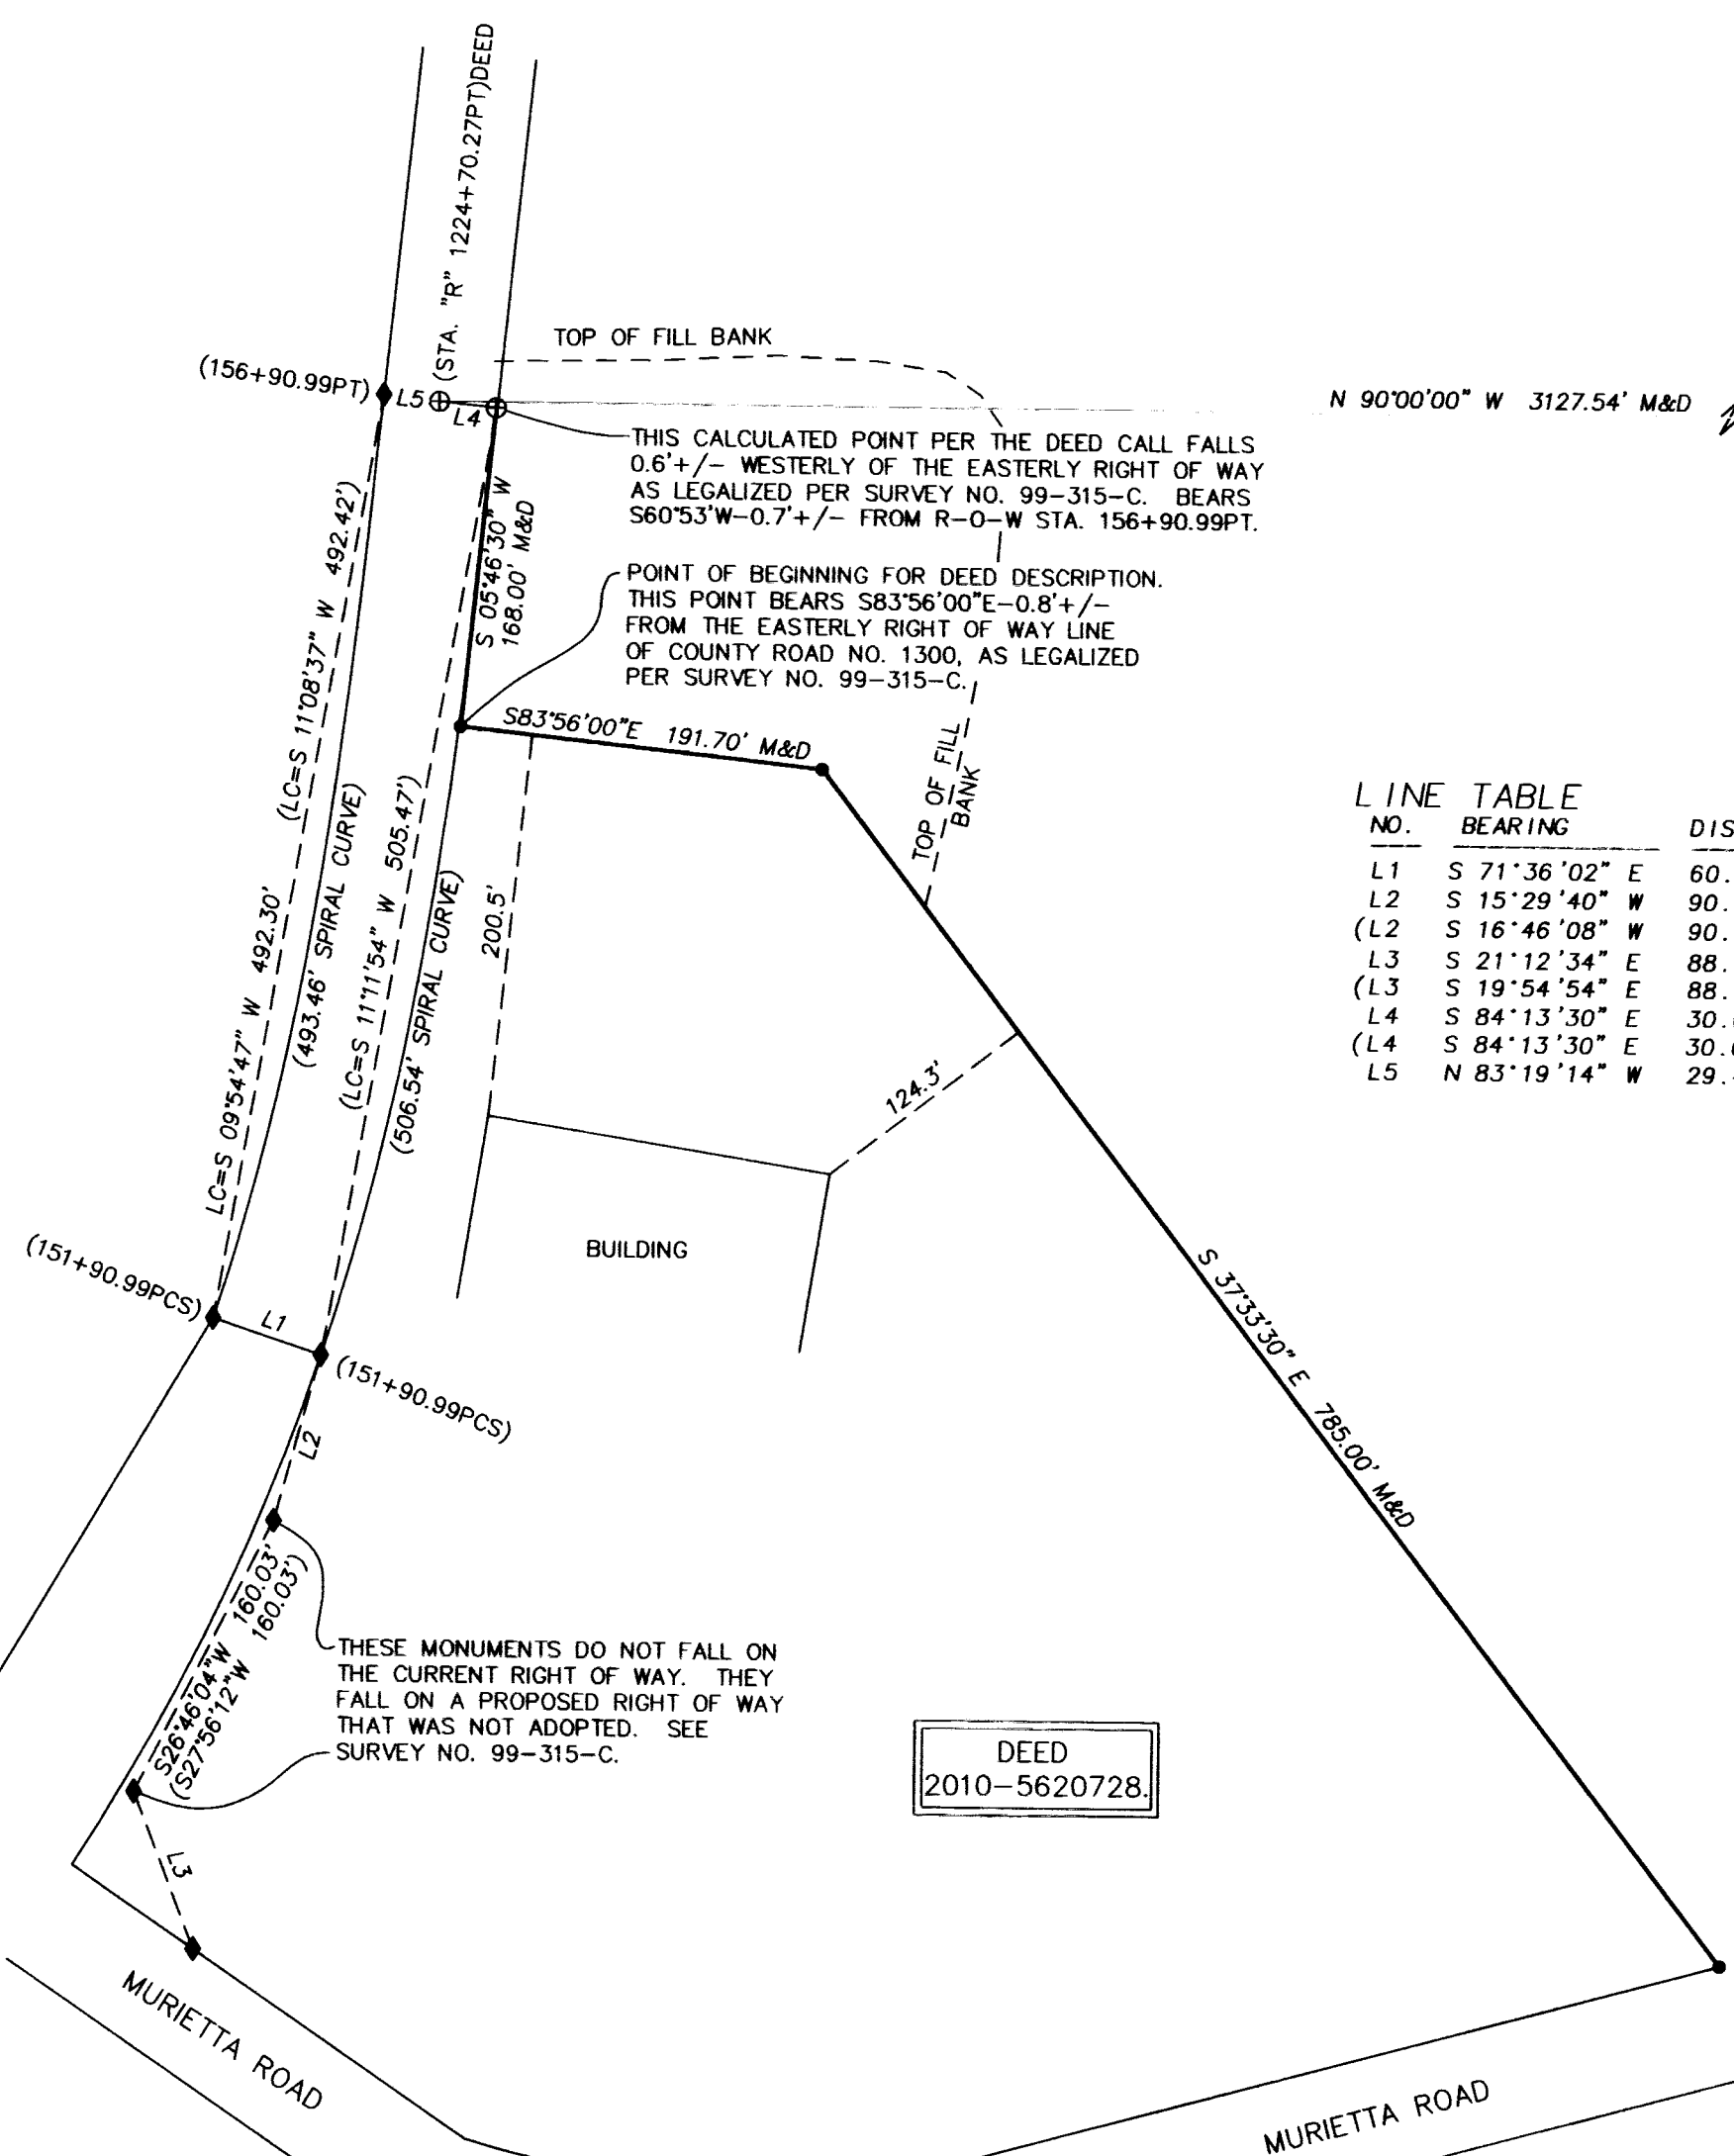 (STA. "R" 1224+70.27PT)DEED
TOP OF FILL BANK
(156+90.99PT)
L5
L4
N 90°00'00" W 3127.54' M&D
THIS CALCULATED POINT PER THE DEED CALL FALLS
0.6'+/- WESTERLY OF THE EASTERLY RIGHT OF WAY
AS LEGALIZED PER SURVEY NO. 99-315-C. BEARS
S60°53'W-0.7'+/- FROM R-O-W STA. 156+90.99PT.
S 05°46'30" W
168.00' M&D
POINT OF BEGINNING FOR DEED DESCRIPTION.
THIS POINT BEARS S83°56'00"E-0.8'+/-
FROM THE EASTERLY RIGHT OF WAY LINE
OF COUNTY ROAD NO. 1300, AS LEGALIZED
PER SURVEY NO. 99-315-C.
S83°56'00"E 191.70' M&D
(LC=S 11°08'37" W 492.42')
LC=S 09°54'47" W 492.30'
(493.46' SPIRAL CURVE)
(LC=S 11°11'54" W 505.47')
(506.54' SPIRAL CURVE)
200.5'
TOP OF FILL
BANK
124.3'
LINE TABLE
NO. BEARING DIS
L1 S 71°36'02" E 60.
L2 S 15°29'40" W 90.
(L2 S 16°46'08" W 90.
L3 S 21°12'34" E 88.
(L3 S 19°54'54" E 88.
L4 S 84°13'30" E 30.
(L4 S 84°13'30" E 30.
L5 N 83°19'14" W 29.
BUILDING
S 37°33'30" E 785.00' M&D
(151+90.99PCS)
L1
(151+90.99PCS)
L2
S26°46'04"W 160.03'
(S27°56'12"W 160.03')
THESE MONUMENTS DO NOT FALL ON
THE CURRENT RIGHT OF WAY. THEY
FALL ON A PROPOSED RIGHT OF WAY
THAT WAS NOT ADOPTED. SEE
SURVEY NO. 99-315-C.
L3
DEED
2010-5620728.
MURIETTA ROAD
MURIETTA ROAD